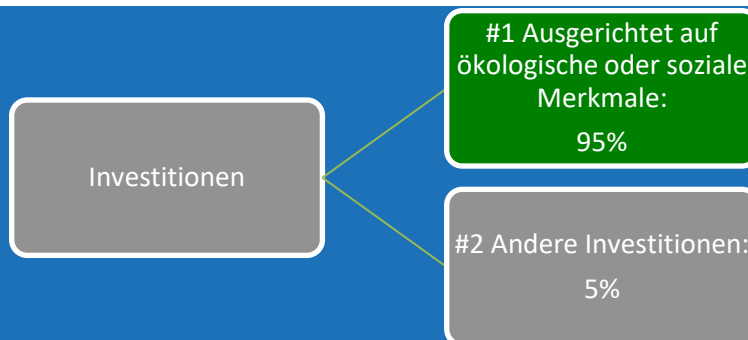 #1 Ausgerichtet auf
ökologische oder soziale
Merkmale:
95%
Investitionen
#2 Andere Investitionen:
5%